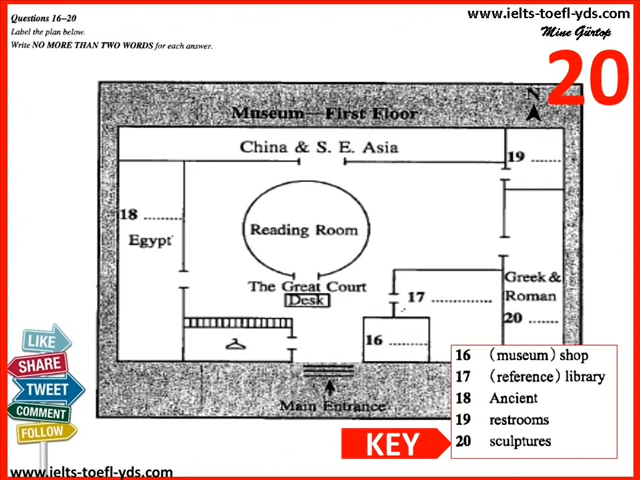 Questions 16–20
www.ielts-toefl-yds.com
Label the plan below.
Mine Gürtop
Write NO MORE THAN TWO WORDS for each answer.
20
N
Museum—First Floor
China & S. E. Asia
19 ........
18 ..........
Egypt
Reading Room
The Great Court
Desk
Greek &
Roman
17 ................
20 ........
16 ...........
Main Entrance
LIKE
SHARE
TWEET
COMMENT
FOLLOW
16 (museum) shop
17 (reference) library
18 Ancient
19 restrooms
20 sculptures
KEY
www.ielts-toefl-yds.com